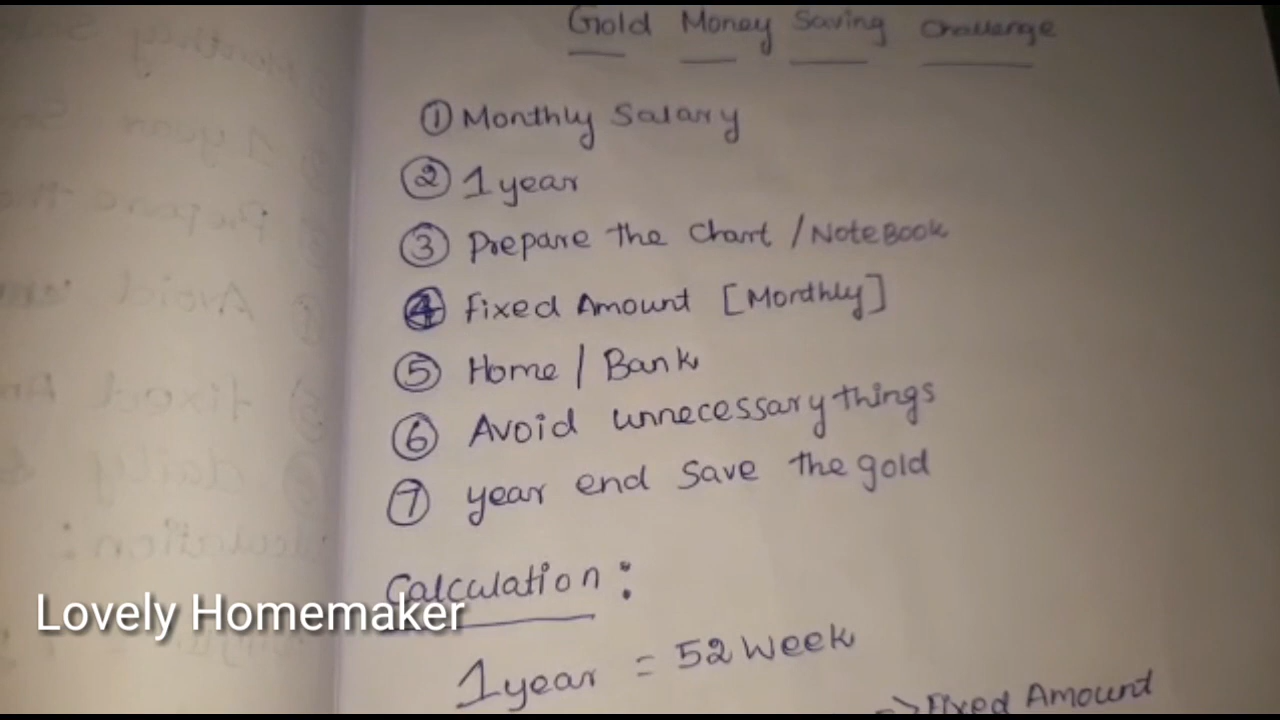 Gold Money Saving Challenge
① Monthly Salary
② 1 year
③ Prepare the Chart / NoteBook
④ Fixed Amount [Monthly]
⑤ Home / Bank
⑥ Avoid unnecessary things
⑦ year end Save the gold
Calculation :
Lovely Homemaker
1 year = 52 Week
-> Fixed Amount